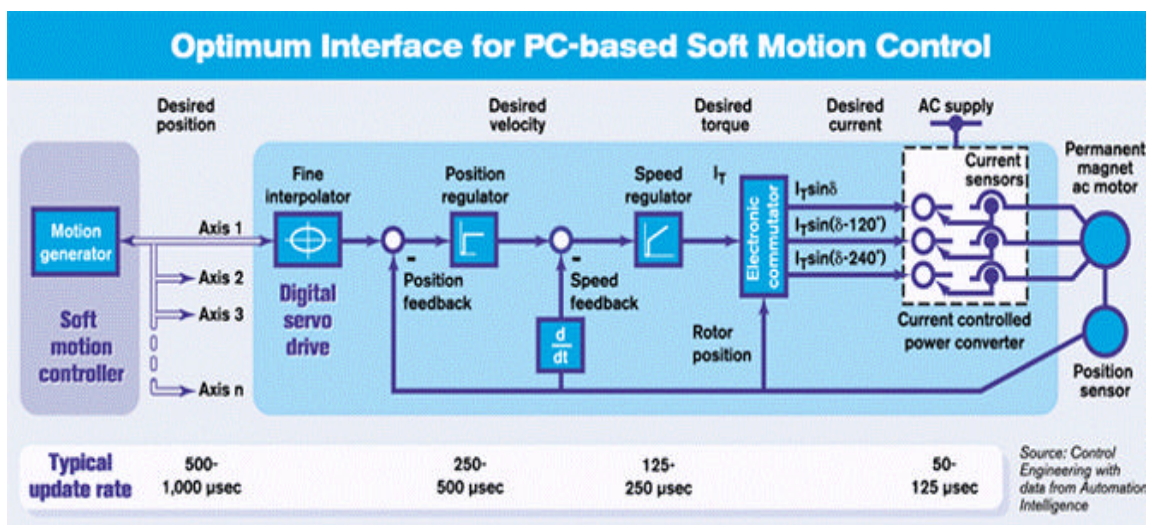 Optimum Interface for PC-based Soft Motion Control
Desired
position
Desired
velocity
Desired
torque
Desired
current
AC supply
Fine
interpolator
Position
regulator
Speed
regulator
I_T
Current
sensors
Permanent
magnet
ac motor
Motion
generator
Axis 1
Axis 2
Axis 3
Axis n
Soft
motion
controller
Digital
servo
drive
-
Position
feedback
-
Speed
feedback
d
dt
Electronic
commutator
I_Tsinδ
I_Tsin(δ-120°)
I_Tsin(δ-240°)
Rotor
position
Current controlled
power converter
Position
sensor
Typical
update rate
500-
1,000 µsec
250-
500 µsec
125-
250 µsec
50-
125 µsec
Source: Control
Engineering with
data from Automation
Intelligence